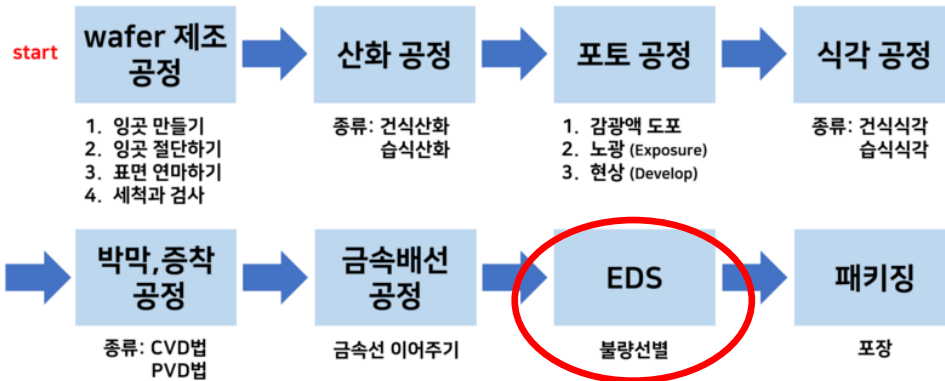 start
wafer 제조
공정
산화 공정
포토 공정
식각 공정
1. 잉곳 만들기
2. 잉곳 절단하기
3. 표면 연마하기
4. 세척과 검사
종류: 건식산화
습식산화
1. 감광액 도포
2. 노광 (Exposure)
3. 현상 (Develop)
종류: 건식식각
습식식각
박막,증착
공정
금속배선
공정
EDS
패키징
종류: CVD법
PVD법
금속선 이어주기
불량선별
포장